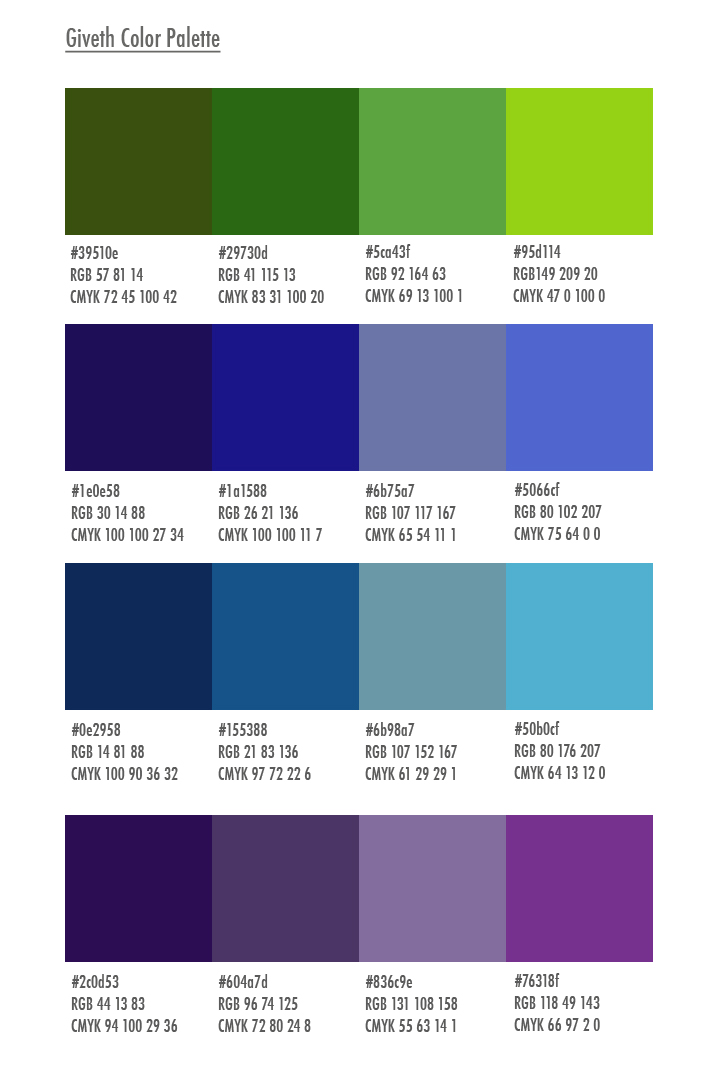 Giveth Color Palette
#39510e
RGB 57 81 14
CMYK 72 45 100 42
#29730d
RGB 41 115 13
CMYK 83 31 100 20
#5ca43f
RGB 92 164 63
CMYK 69 13 100 1
#95d114
RGB149 209 20
CMYK 47 0 100 0
#1e0e58
RGB 30 14 88
CMYK 100 100 27 34
#1a1588
RGB 26 21 136
CMYK 100 100 11 7
#6b75a7
RGB 107 117 167
CMYK 65 54 11 1
#5066cf
RGB 80 102 207
CMYK 75 64 0 0
#0e2958
RGB 14 81 88
CMYK 100 90 36 32
#155388
RGB 21 83 136
CMYK 97 72 22 6
#6b98a7
RGB 107 152 167
CMYK 61 29 29 1
#50b0cf
RGB 80 176 207
CMYK 64 13 12 0
#2c0d53
RGB 44 13 83
CMYK 94 100 29 36
#604a7d
RGB 96 74 125
CMYK 72 80 24 8
#836c9e
RGB 131 108 158
CMYK 55 63 14 1
#76318f
RGB 118 49 143
CMYK 66 97 2 0